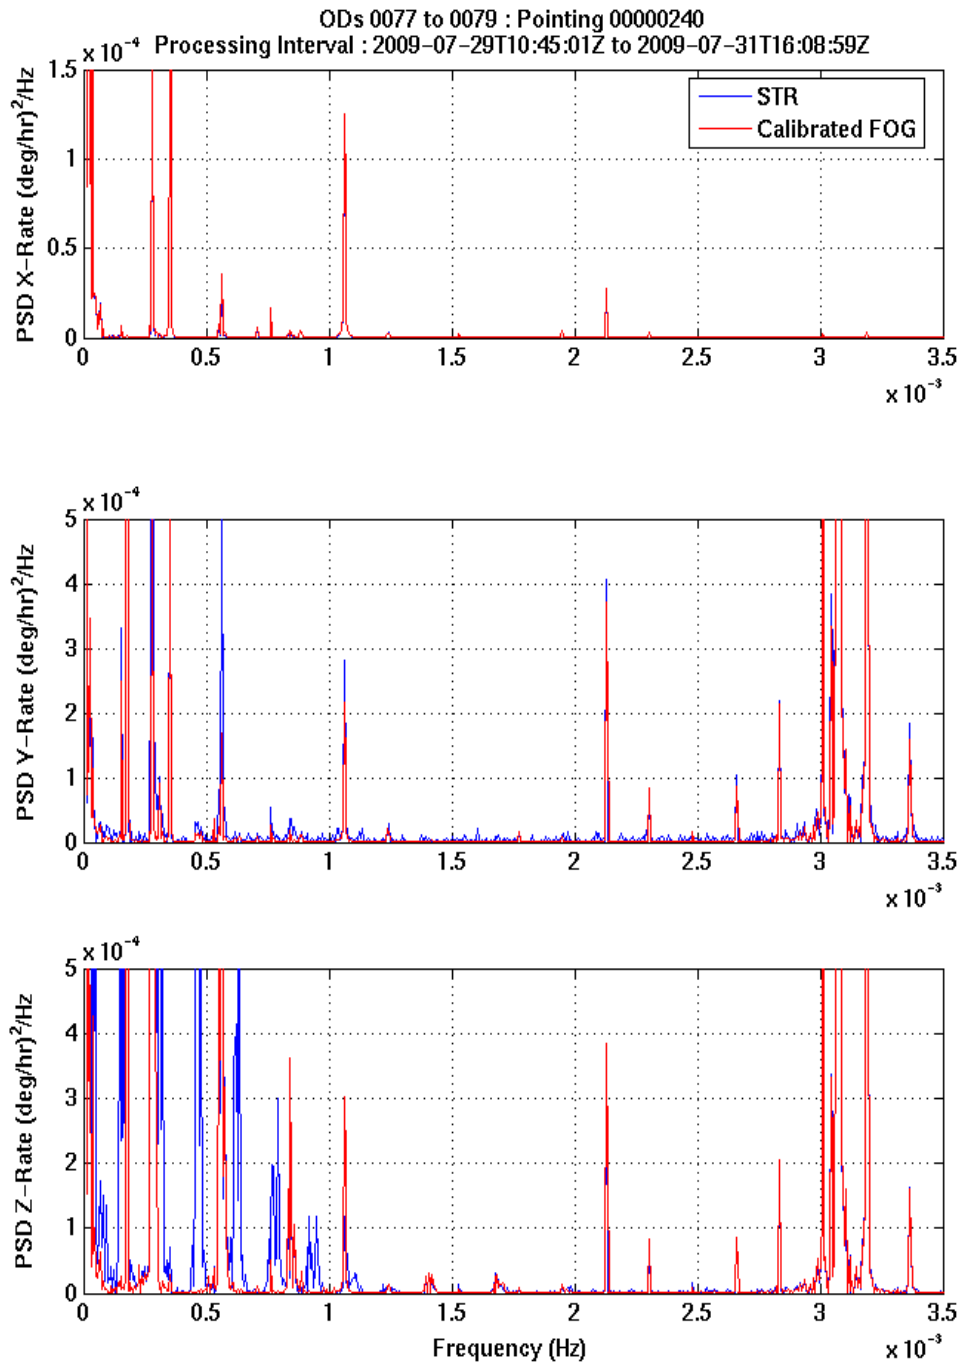 ODs 0077 to 0079 : Pointing 00000240
Processing Interval : 2009-07-29T10:45:01Z to 2009-07-31T16:08:59Z
x 10^-4
PSD X-Rate (deg/hr)^2/Hz
1.5
1
0.5
0
STR
Calibrated FOG
0 0.5 1 1.5 2 2.5 3 3.5
x 10^-3
x 10^-4
PSD Y-Rate (deg/hr)^2/Hz
5
4
3
2
1
0
0 0.5 1 1.5 2 2.5 3 3.5
x 10^-3
x 10^-4
PSD Z-Rate (deg/hr)^2/Hz
5
4
3
2
1
0
0 0.5 1 1.5 2 2.5 3 3.5
Frequency (Hz)
x 10^-3